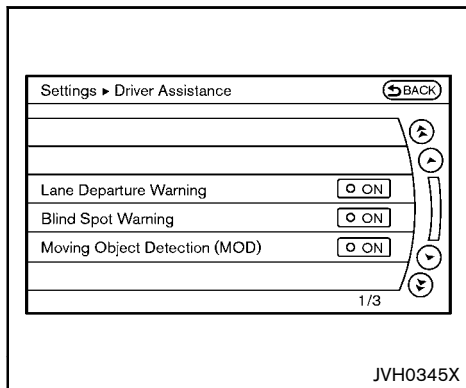 Settings ▸ Driver Assistance BACK
Lane Departure Warning ON
Blind Spot Warning ON
Moving Object Detection (MOD) ON
1/3
JVH0345X